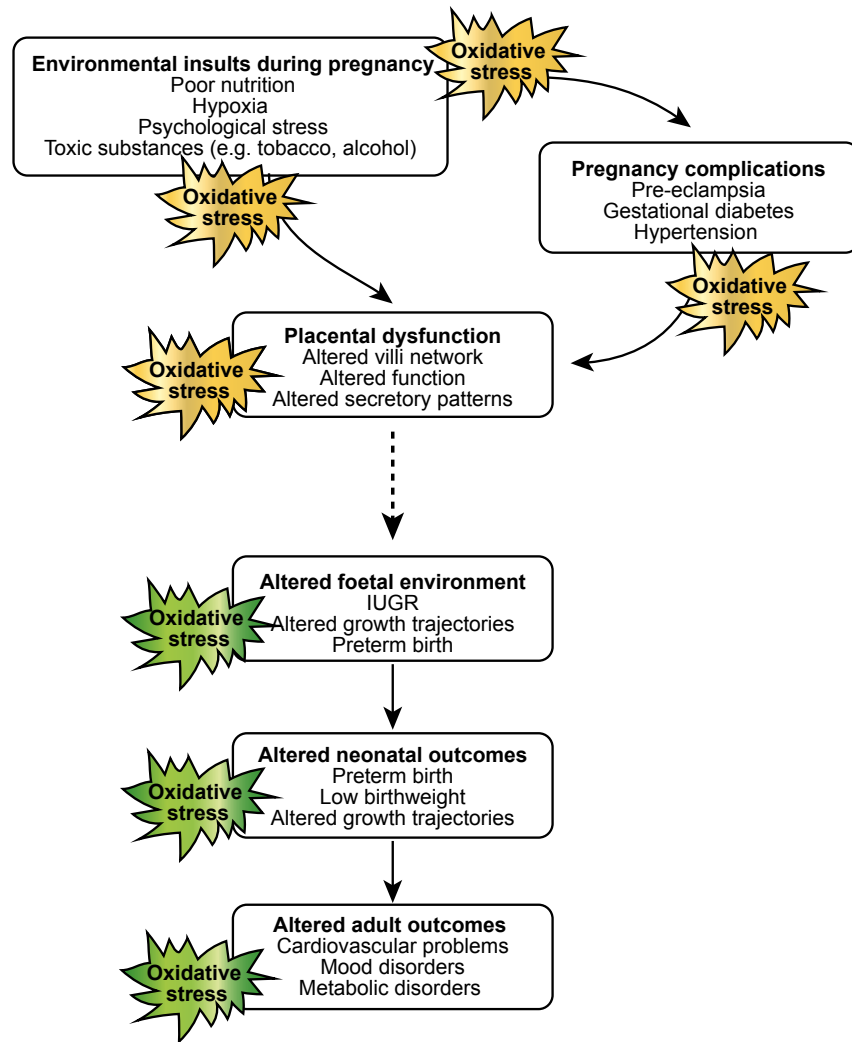 Environmental insults during pregnancy
Poor nutrition
Hypoxia
Psychological stress
Toxic substances (e.g. tobacco, alcohol)
Oxidative
stress
Oxidative
stress
Pregnancy complications
Pre-eclampsia
Gestational diabetes
Hypertension
Oxidative
stress
Placental dysfunction
Altered villi network
Altered function
Altered secretory patterns
Oxidative
stress
Altered foetal environment
IUGR
Altered growth trajectories
Preterm birth
Oxidative
stress
Altered neonatal outcomes
Preterm birth
Low birthweight
Altered growth trajectories
Oxidative
stress
Altered adult outcomes
Cardiovascular problems
Mood disorders
Metabolic disorders
Oxidative
stress